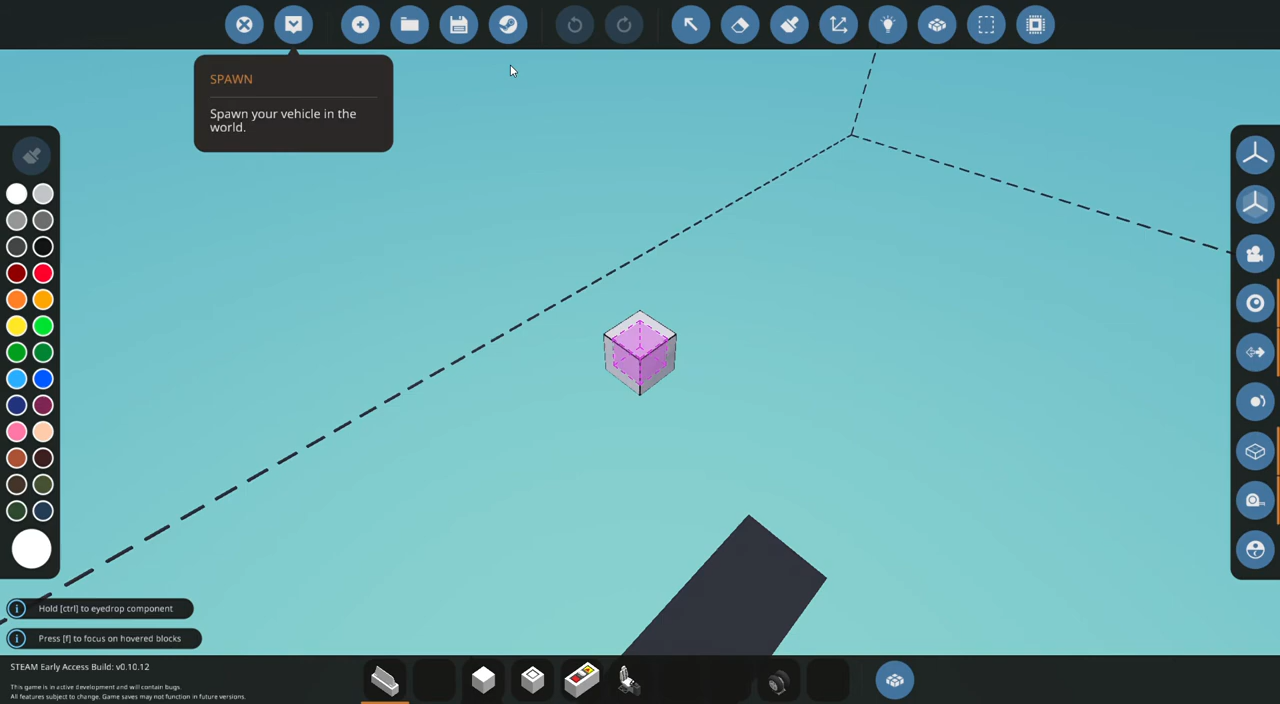 SPAWN
Spawn your vehicle in the
world.
Hold [ctrl] to eyedrop component
Press [f] to focus on hovered blocks
STEAM Early Access Build: v0.10.12
This game is in active development and will contain bugs.
All features subject to change. Game saves may not function in future versions.